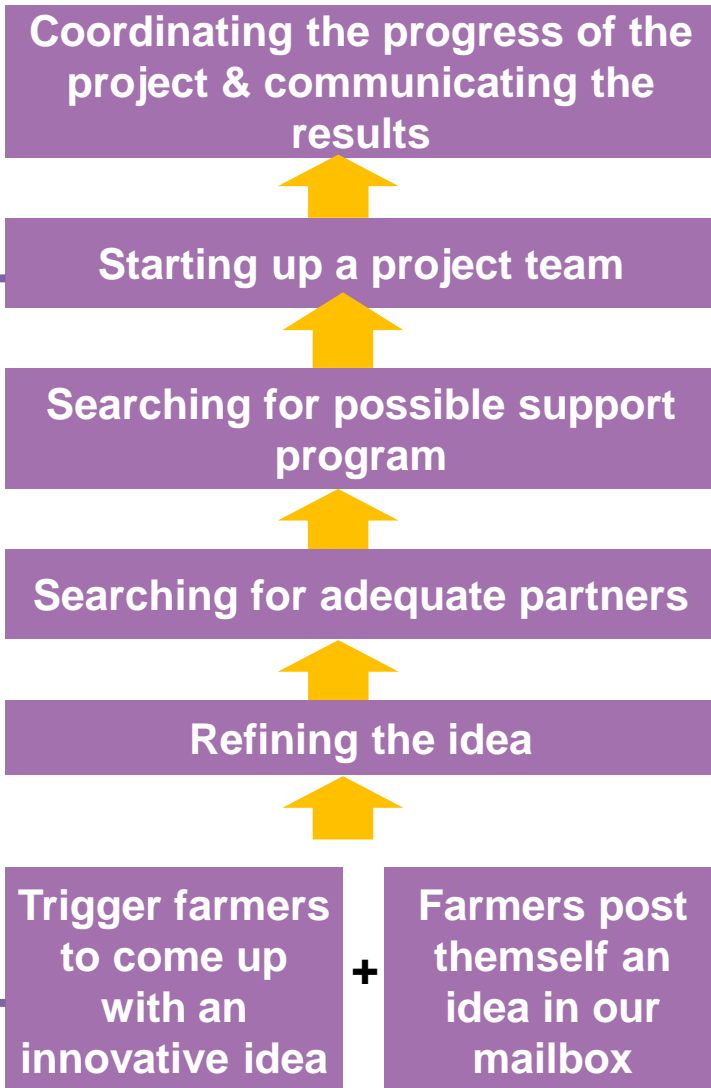 Coordinating the progress of the
project & communicating the
results
Starting up a project team
Searching for possible support
program
Searching for adequate partners
Refining the idea
Trigger farmers
to come up
with an
innovative idea
+
Farmers post
themself an
idea in our
mailbox